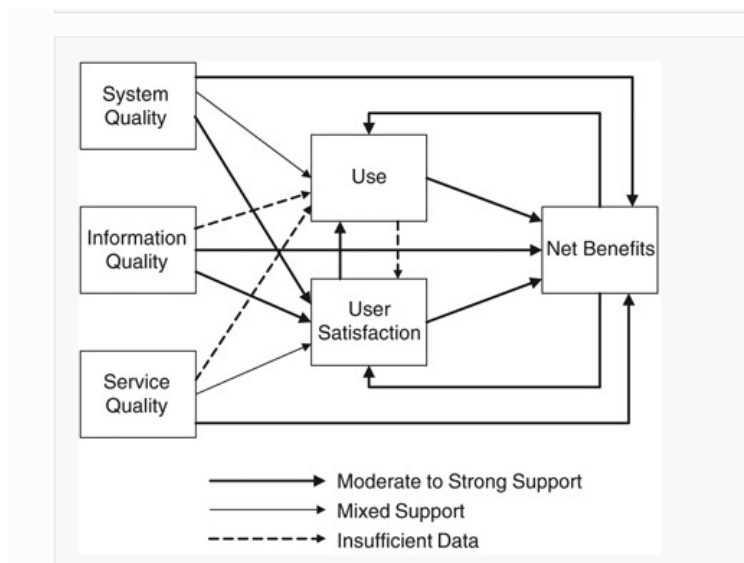 System
Quality
Use
Information
Quality
Net Benefits
User
Satisfaction
Service
Quality
Moderate to Strong Support
Mixed Support
Insufficient Data